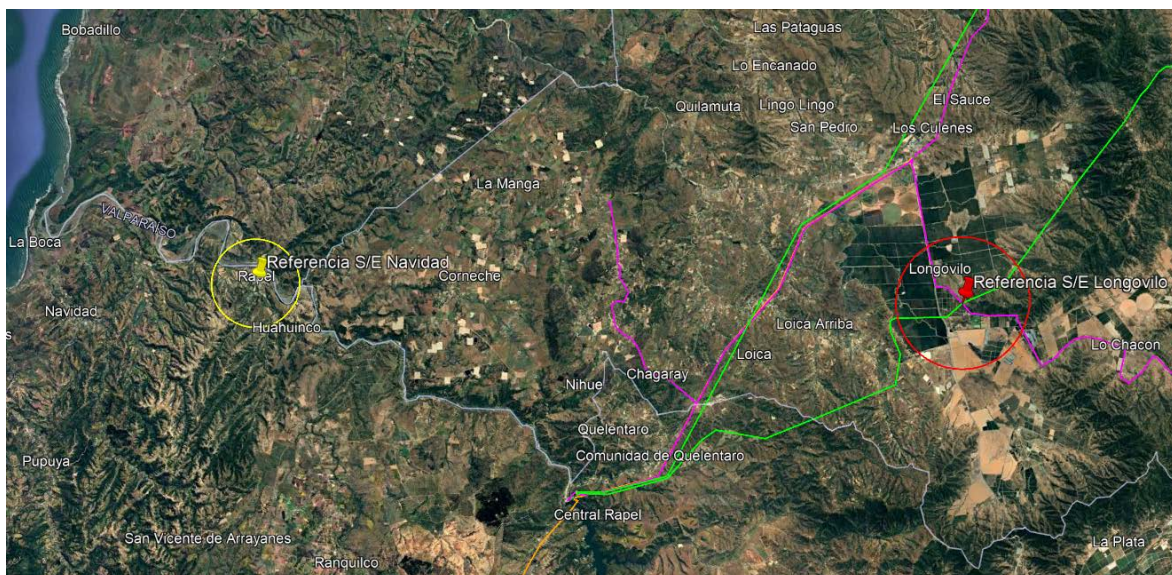 Bobadillo
Las Pataguas
Lo Encanado
Quilamuta
Lingo Lingo
El Sauce
San Pedro
Los Culenes
La Manga
VALPARAÍSO
La Boca
Referencia S/E Navidad
Rapel
Corneche
Longovilo
Referencia S/E Longovilo
Navidad
Huahuinco
Loica Arriba
s
Loica
Lo Chacon
Nihue
Chagaray
Quelentaro
Comunidad de Quelentaro
Pupuya
Central Rapel
San Vicente de Arrayanes
La Plata
Ranquilco